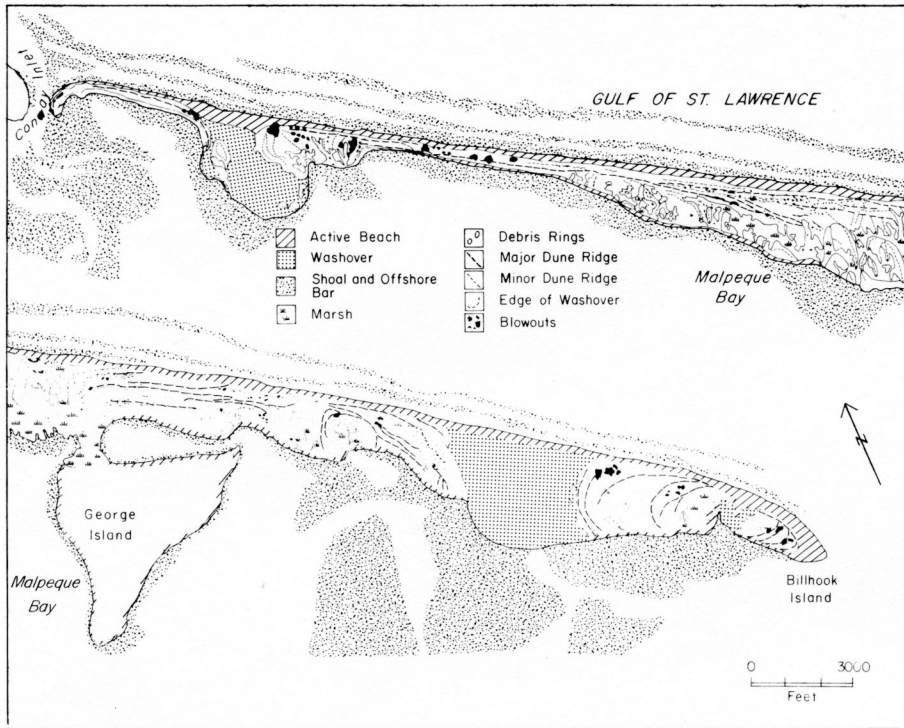 Conway Inlet
GULF OF ST. LAWRENCE
Active Beach
Washover
Shoal and Offshore
Bar
Marsh
Debris Rings
Major Dune Ridge
Minor Dune Ridge
Edge of Washover
Blowouts
Malpeque
Bay
N
George
Island
Malpeque
Bay
Billhook
Island
0 3000
Feet